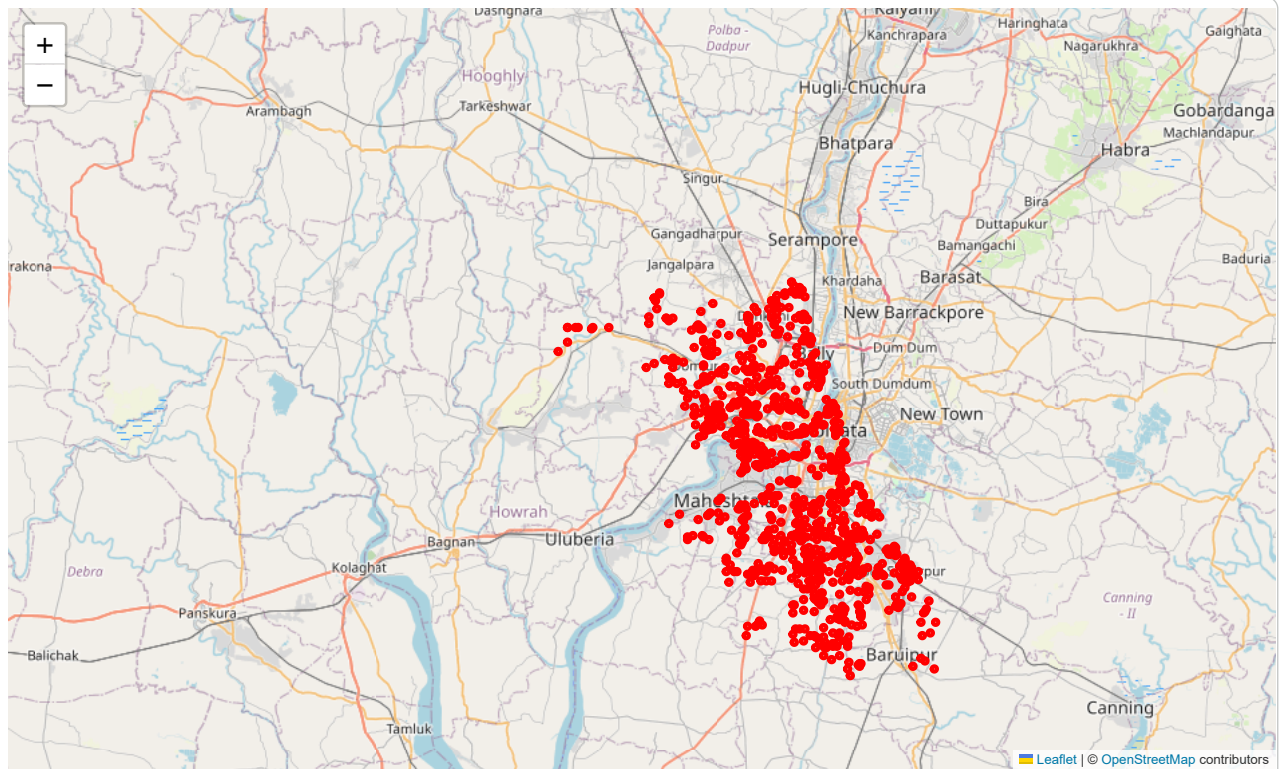 Dashghara
Kalyani
Haringhata
Gaighata
+
Polba -
Dadpur
Kanchrapara
Nagarukhra
Hooghly
−
Hugli-Chuchura
Arambagh
Tarkeshwar
Gobardanga
Machlandapur
Bhatpara
Habra
Singur
Bira
Duttapukur
Gangadharpur
Serampore
Bamangachi
Jangalpara
Baduria
rakona
Khardaha
Barasat
New Barrackpore
Dum Dum
South Dumdum
New Town
Howrah
Uluberia
Bagnan
Kolaghat
Debra
Canning
- II
Panskura
Balichak
Baruipur
Canning
Tamluk
Leaflet | © OpenStreetMap contributors